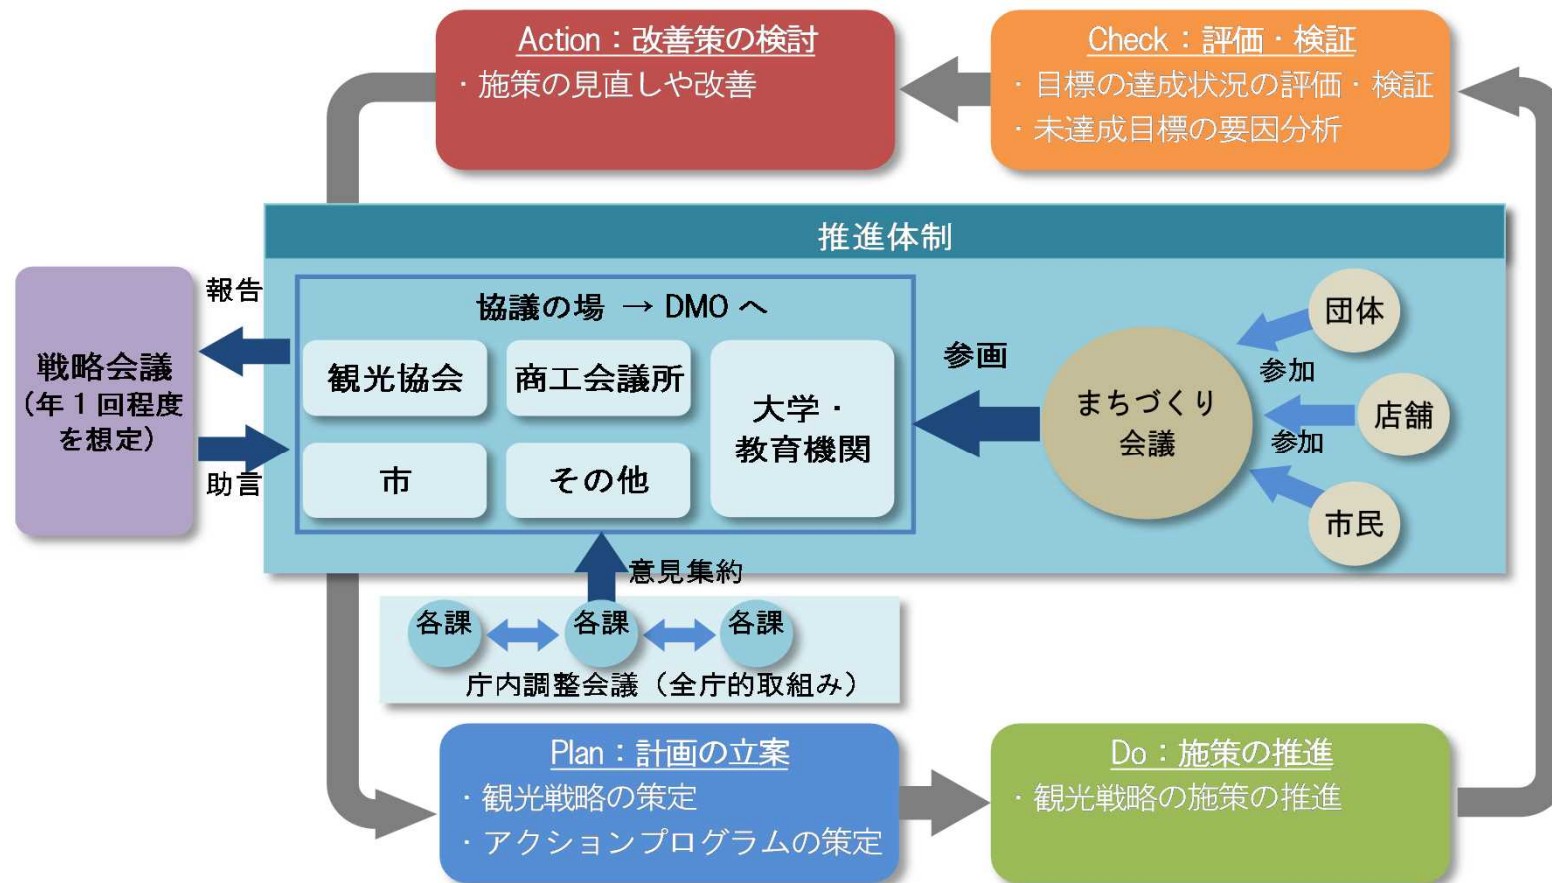 Action：改善策の検討
・施策の見直しや改善
Check：評価・検証
・目標の達成状況の評価・検証
・未達成目標の要因分析
推進体制
戦略会議
(年１回程度
を想定)
報告
助言
協議の場 → DMO へ
観光協会
商工会議所
大学・
教育機関
市
その他
参画
まちづくり
会議
団体
参加
店舗
参加
市民
意見集約
各課
各課
各課
庁内調整会議（全庁的取組み）
Plan：計画の立案
・観光戦略の策定
・アクションプログラムの策定
Do：施策の推進
・観光戦略の施策の推進